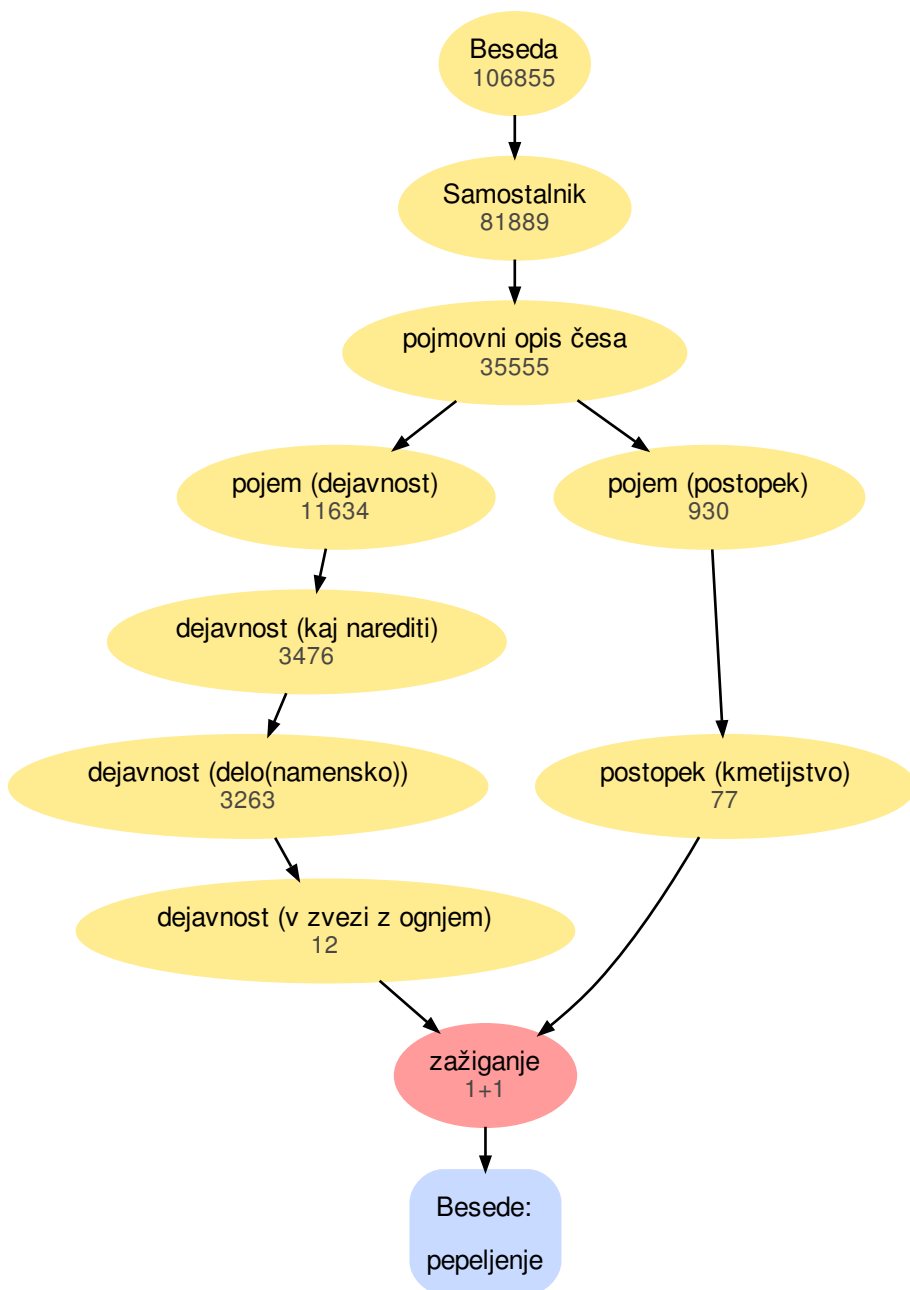 Beseda
106855
Samostalnik
81889
pojmovni opis česa
35555
pojem (dejavnost)
11634
pojem (postopek)
930
dejavnost (kaj narediti)
3476
dejavnost (delo(namensko))
3263
postopek (kmetijstvo)
77
dejavnost (v zvezi z ognjem)
12
zažiganje
1+1
Besede:
pepeljenje